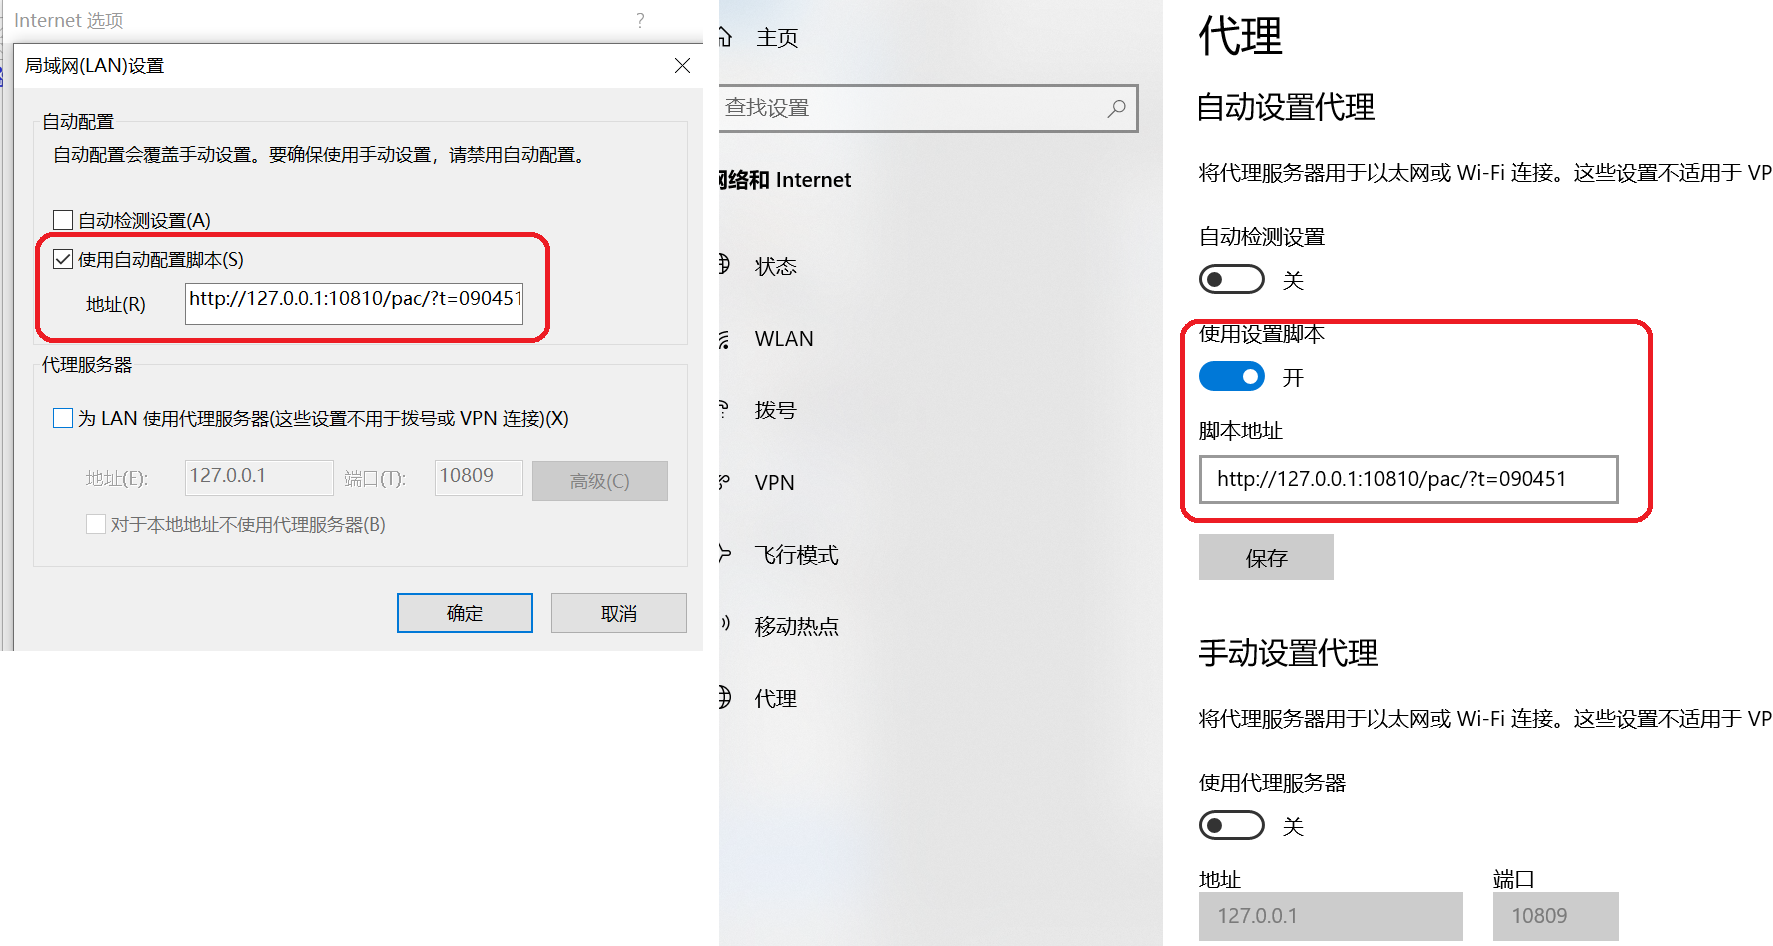 Internet 选项
?
局域网(LAN)设置
自动配置
自动配置会覆盖手动设置。要确保使用手动设置，请禁用自动配置。
自动检测设置(A)
使用自动配置脚本(S)
地址(R)
http://127.0.0.1:10810/pac/?t=090451
代理服务器
为 LAN 使用代理服务器(这些设置不用于拨号或 VPN 连接)(X)
地址(E):
127.0.0.1
端口(T):
10809
高级(C)
对于本地地址不使用代理服务器(B)
确定
取消
主页
查找设置
网络和 Internet
状态
WLAN
拨号
VPN
飞行模式
移动热点
代理
代理
自动设置代理
将代理服务器用于以太网或 Wi-Fi 连接。这些设置不适用于 VP
自动检测设置
关
使用设置脚本
开
脚本地址
http://127.0.0.1:10810/pac/?t=090451
保存
手动设置代理
将代理服务器用于以太网或 Wi-Fi 连接。这些设置不适用于 VP
使用代理服务器
关
地址
端口
127.0.0.1
10809